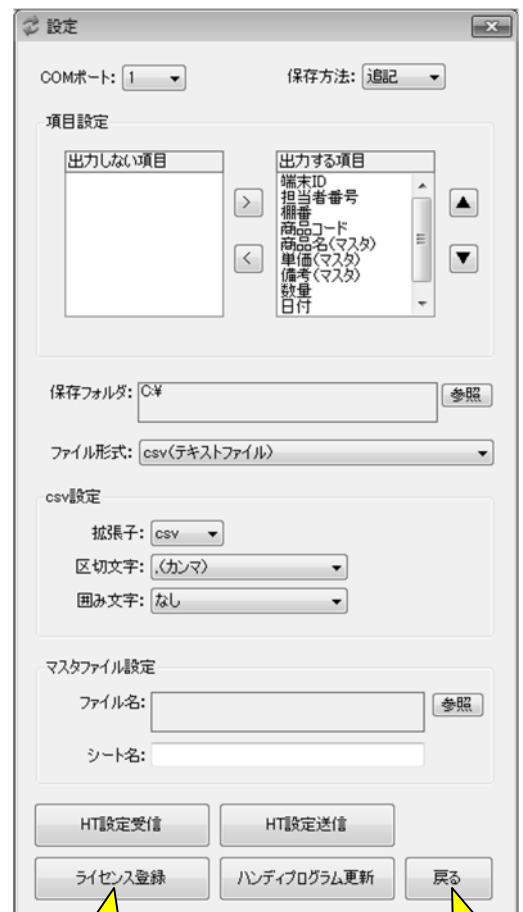 設定
COMポート: 1 保存方法: 追記
項目設定
出力しない項目 出力する項目
端末ID
担当者番号
棚番
商品コード
商品名(マスタ)
単価(マスタ)
備考(マスタ)
数量
日付
保存フォルダ: C:¥ 参照
ファイル形式: csv(テキストファイル)
csv設定
拡張子: csv
区切文字: ,(カンマ)
囲み文字: なし
マスタファイル設定
ファイル名: 参照
シート名:
HT設定受信 HT設定送信
ライセンス登録 ハンディプログラム更新 戻る